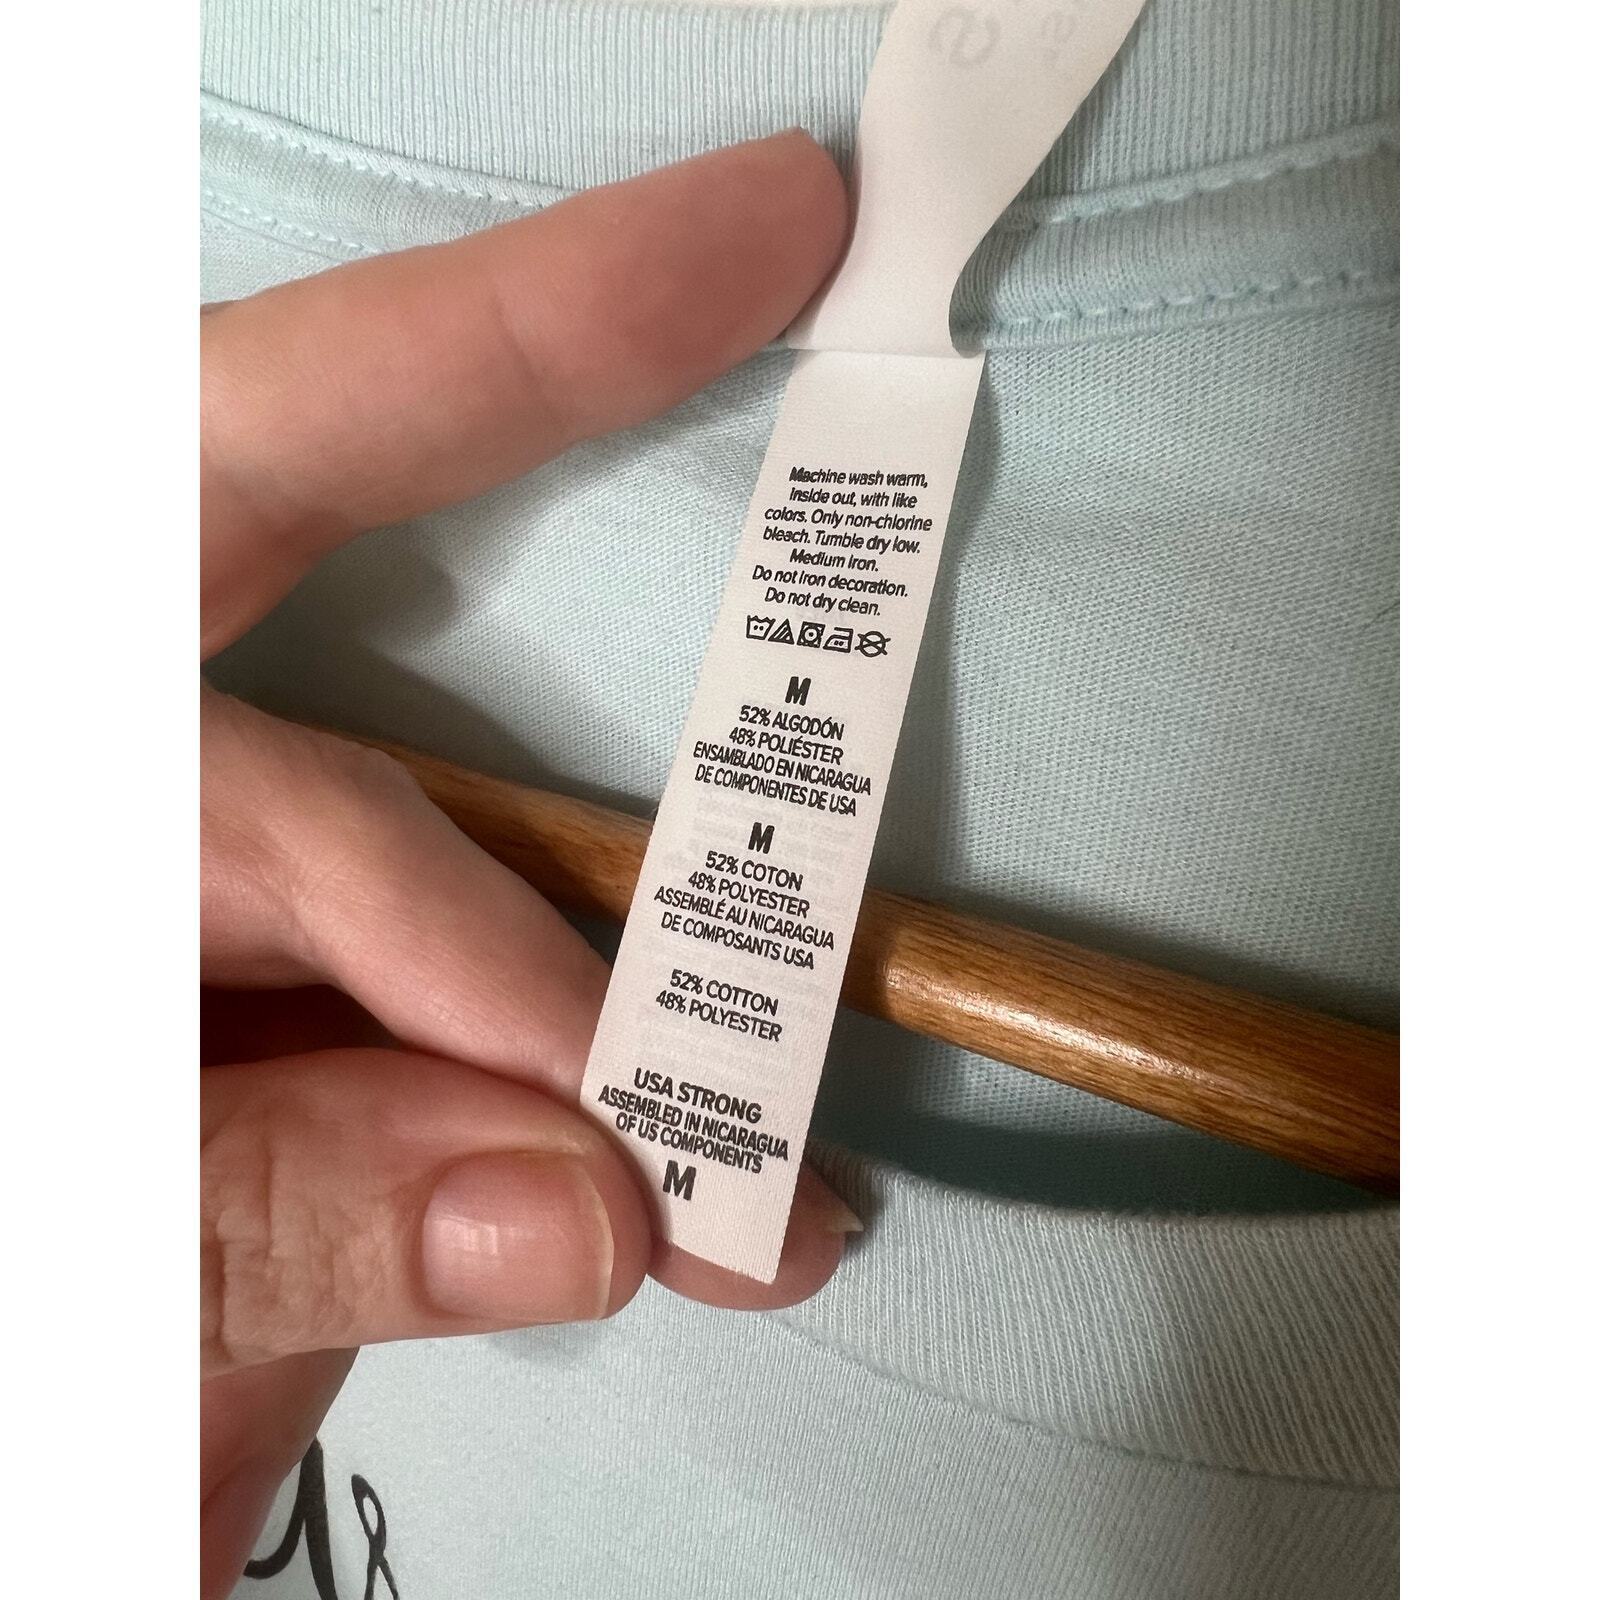 Machine wash warm,
inside out, with like
colors. Only non-chlorine
bleach. Tumble dry low.
Medium iron.
Do not iron decoration.
Do not dry clean.
M
52% ALGODÓN
48% POLIÉSTER
ENSAMBLADO EN NICARAGUA
DE COMPONENTES DE USA
M
52% COTON
48% POLYESTER
ASSEMBLÉ AU NICARAGUA
DE COMPOSANTS USA
52% COTTON
48% POLYESTER
USA STRONG
ASSEMBLED IN NICARAGUA
OF US COMPONENTS
M